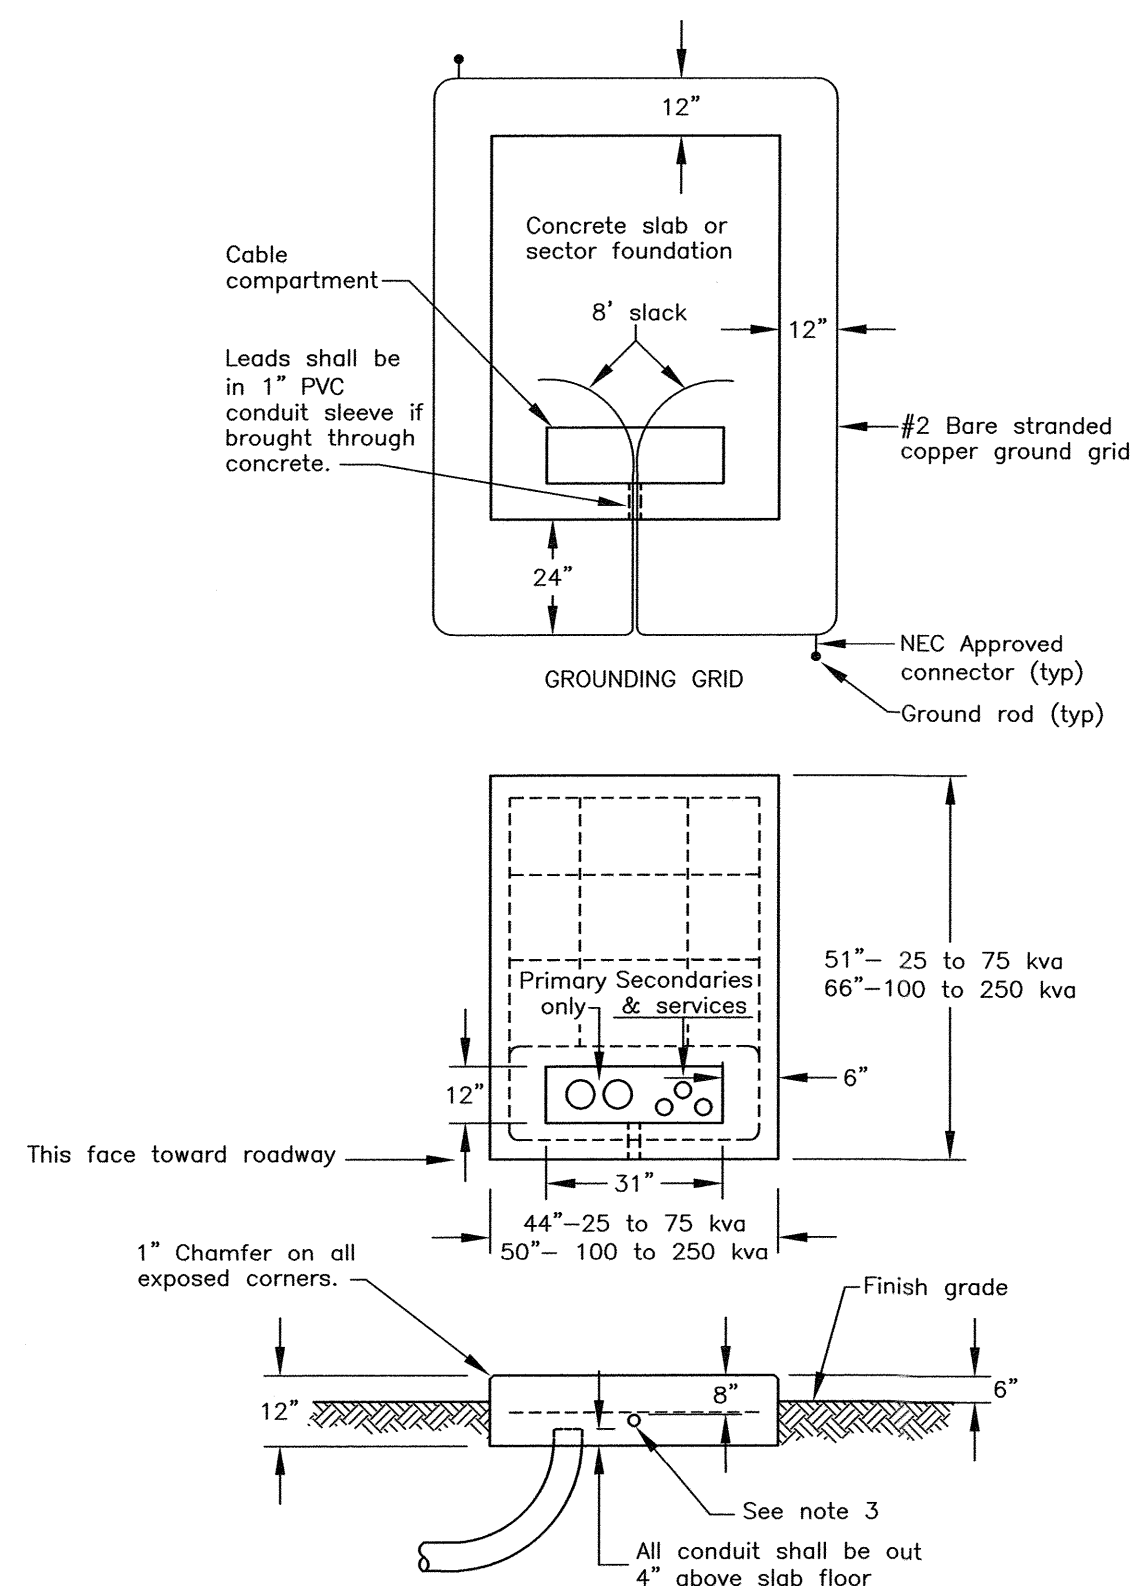 12”
Concrete slab or
sector foundation
Cable
compartment
8’ slack
12”
Leads shall be
in 1” PVC
conduit sleeve if
brought through
concrete.
#2 Bare stranded
copper ground grid
24”
NEC Approved
connector (typ)
GROUNDING GRID
Ground rod (typ)
51”– 25 to 75 kva
66”–100 to 250 kva
Primary
only
Secondaries
& services
12”
6”
This face toward roadway
31”
44”–25 to 75 kva
50”– 100 to 250 kva
1” Chamfer on all
exposed corners.
Finish grade
12”
8”
6”
See note 3
All conduit shall be out
4” above slab floor